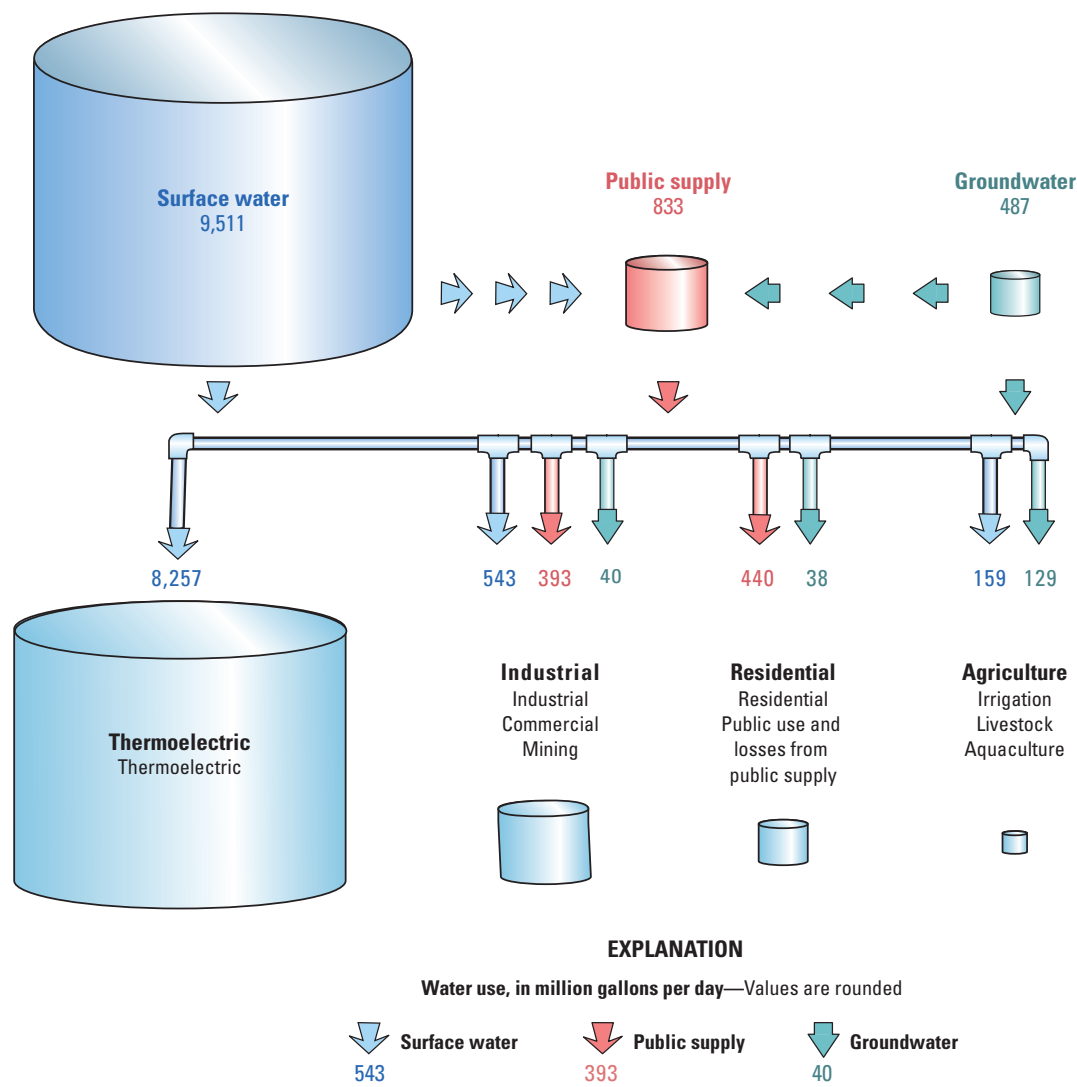 Surface water
9,511
Public supply
833
Groundwater
487
8,257
543
393
40
440
38
159
129
Thermoelectric
Thermoelectric
Industrial
Industrial
Commercial
Mining
Residential
Residential
Public use and
losses from
public supply
Agriculture
Irrigation
Livestock
Aquaculture
EXPLANATION
Water use, in million gallons per day—Values are rounded
Surface water
543
Public supply
393
Groundwater
40